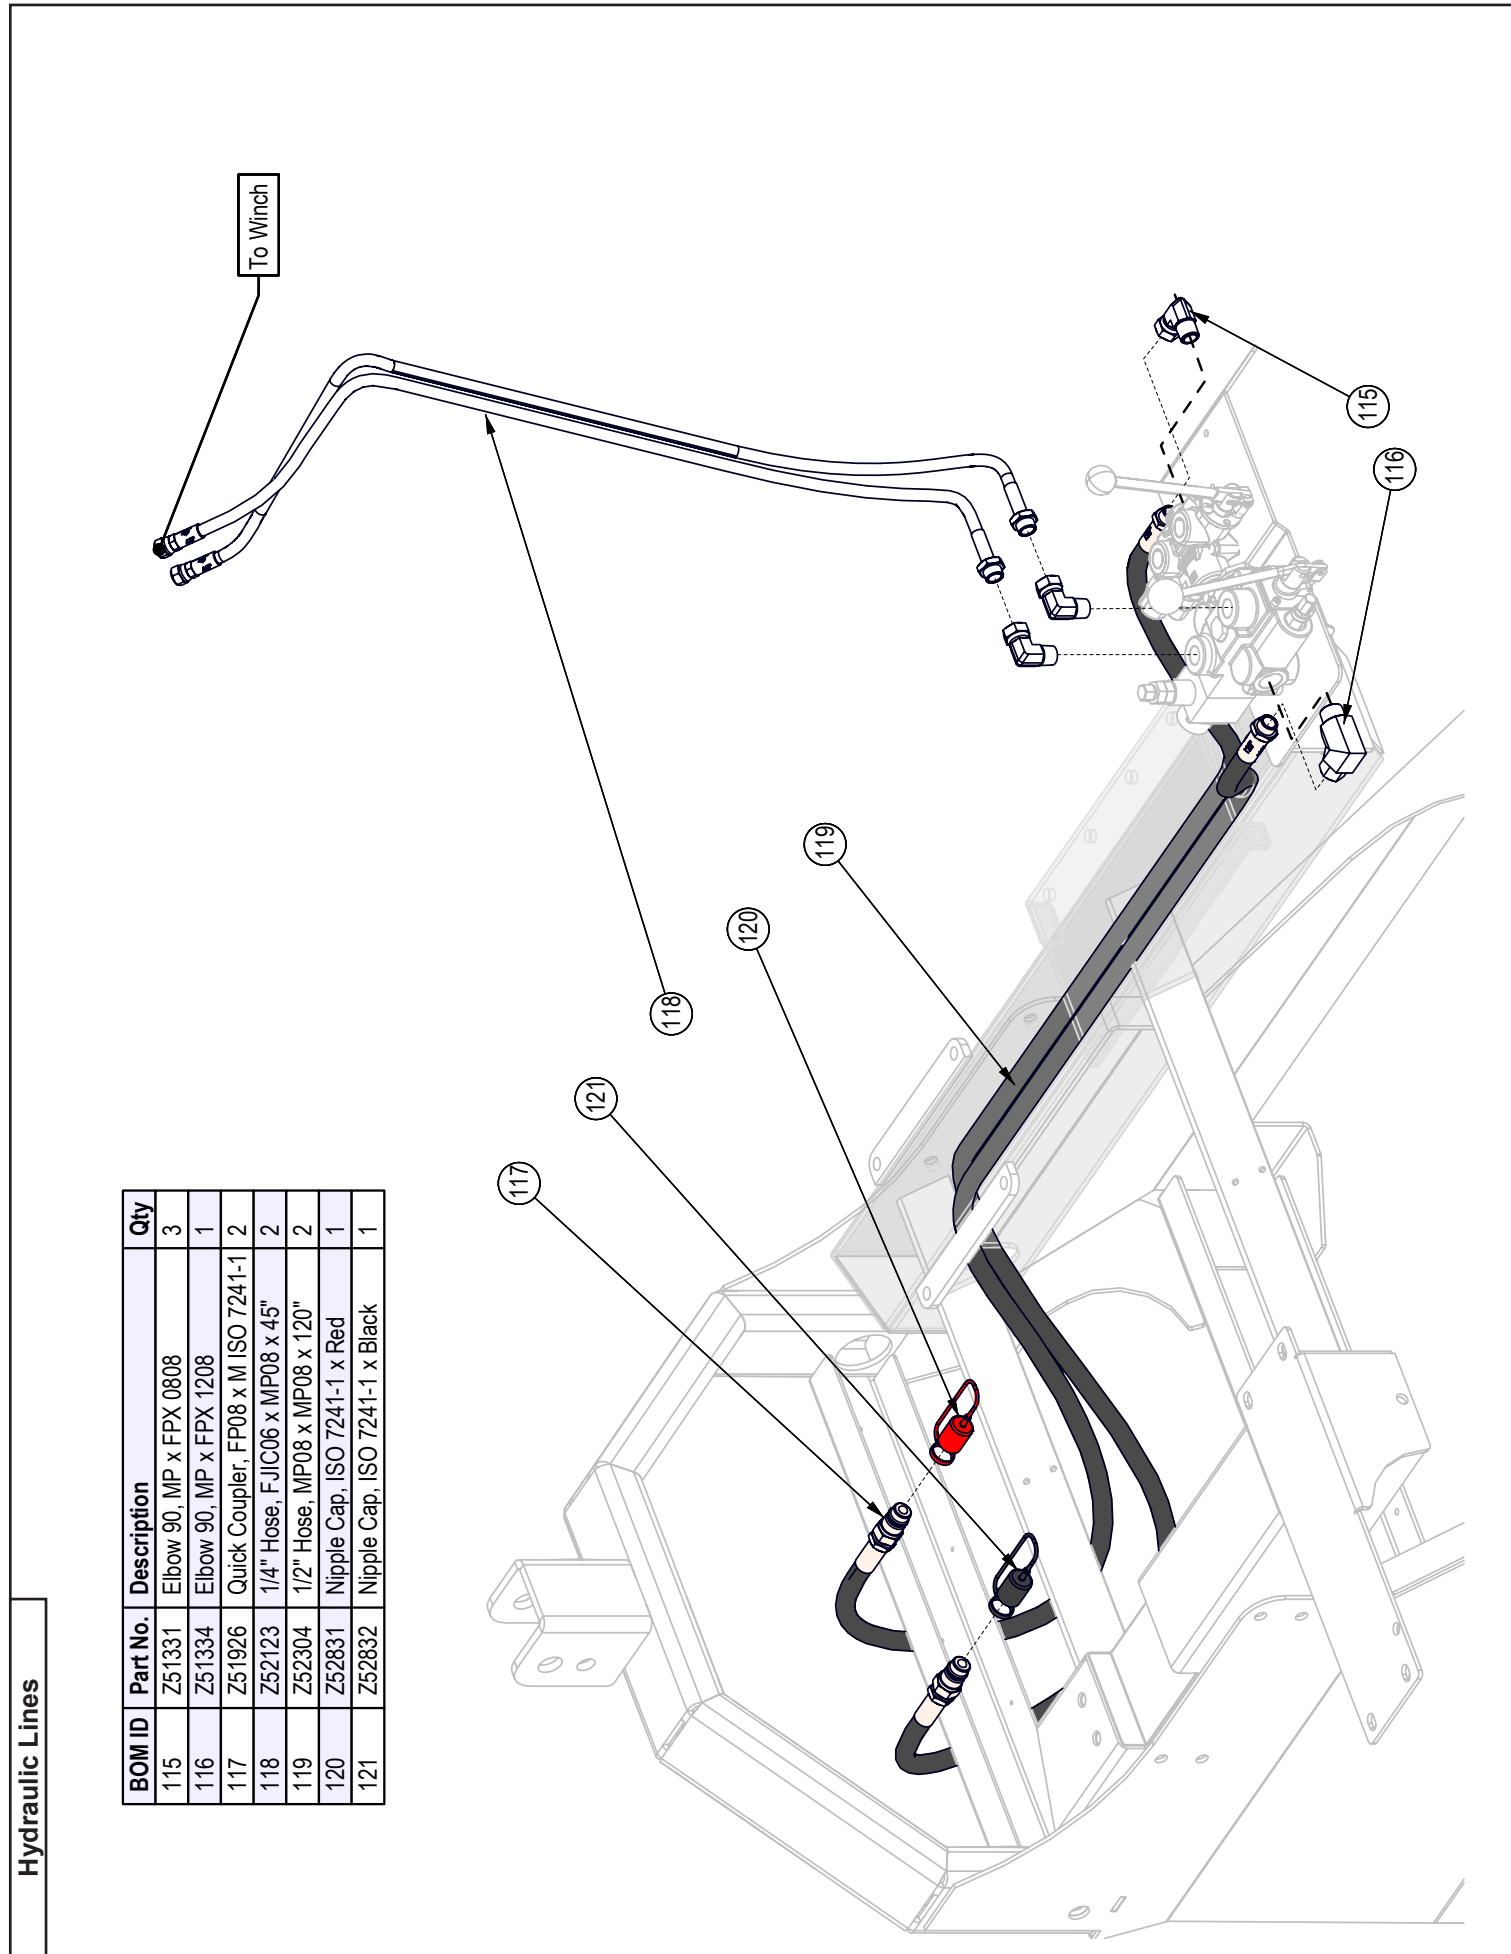 Hydraulic Lines
BOM ID Part No. Description Qty
115 Z51331 Elbow 90, MP x FPX 0808 3
116 Z51334 Elbow 90, MP x FPX 1208 1
117 Z51926 Quick Coupler, FP08 x M ISO 7241-1 2
118 Z52123 1/4" Hose, FJIC06 x MP08 x 45" 2
119 Z52304 1/2" Hose, MP08 x MP08 x 120" 2
120 Z52831 Nipple Cap, ISO 7241-1 x Red 1
121 Z52832 Nipple Cap, ISO 7241-1 x Black 1
To Winch
117
121
118
120
119
115
116